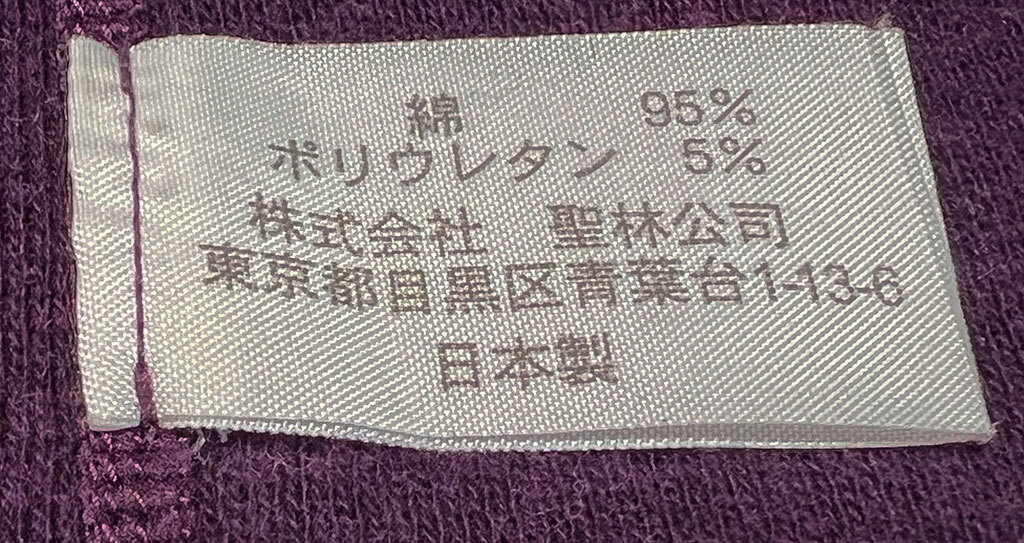 綿 95%
ポリウレタン 5%
株式会社 聖林公司
東京都目黒区青葉台1-13-6
日本製